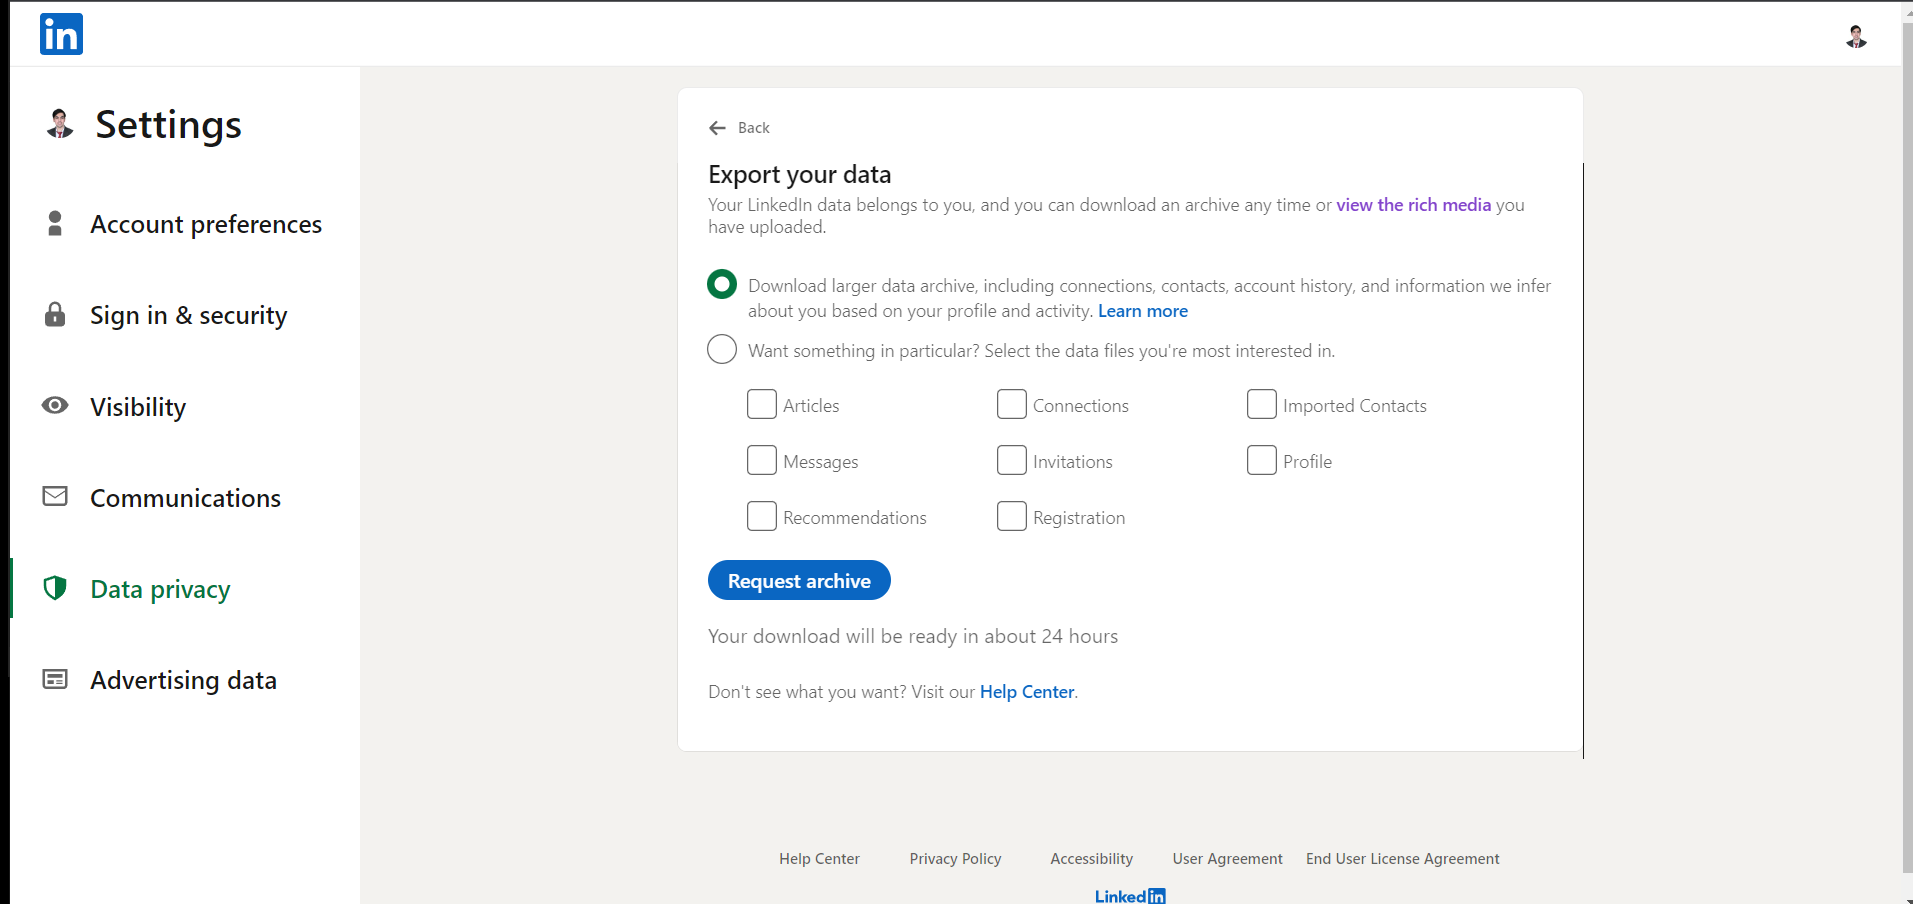 in
Settings
Account preferences
Sign in & security
Visibility
Communications
Data privacy
Advertising data
Back
Export your data
Your LinkedIn data belongs to you, and you can download an archive any time or view the rich media you
have uploaded.
Download larger data archive, including connections, contacts, account history, and information we infer
about you based on your profile and activity. Learn more
Want something in particular? Select the data files you're most interested in.
Articles Connections Imported Contacts
Messages Invitations Profile
Recommendations Registration
Request archive
Your download will be ready in about 24 hours
Don't see what you want? Visit our Help Center.
Help Center Privacy Policy Accessibility User Agreement End User License Agreement
Linked in